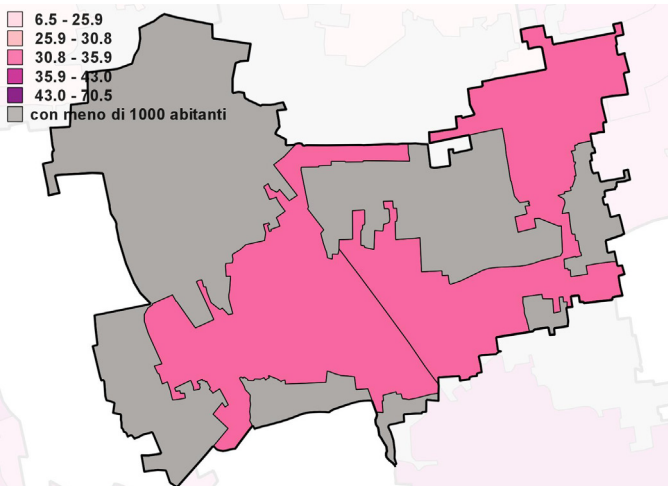 6.5 - 25.9
25.9 - 30.8
30.8 - 35.9
35.9 - 43.0
43.0 - 70.5
con meno di 1000 abitanti